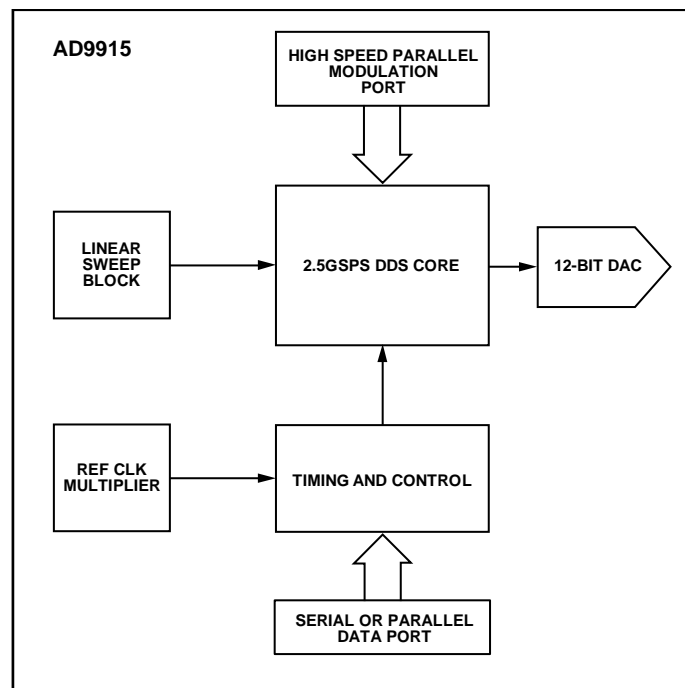 AD9915
HIGH SPEED PARALLEL
MODULATION
PORT
LINEAR
SWEEP
BLOCK
2.5GSPS DDS CORE
12-BIT DAC
REF CLK
MULTIPLIER
TIMING AND CONTROL
SERIAL OR PARALLEL
DATA PORT